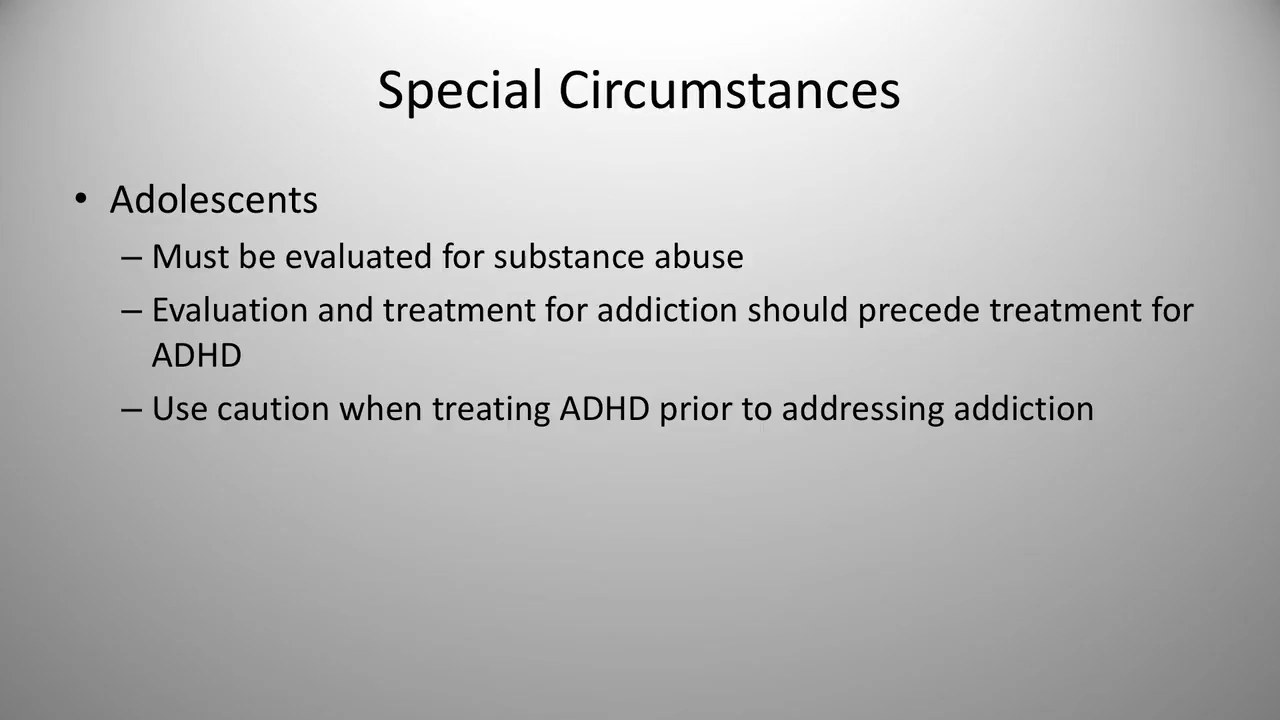 Special Circumstances
• Adolescents
– Must be evaluated for substance abuse
– Evaluation and treatment for addiction should precede treatment for
ADHD
– Use caution when treating ADHD prior to addressing addiction